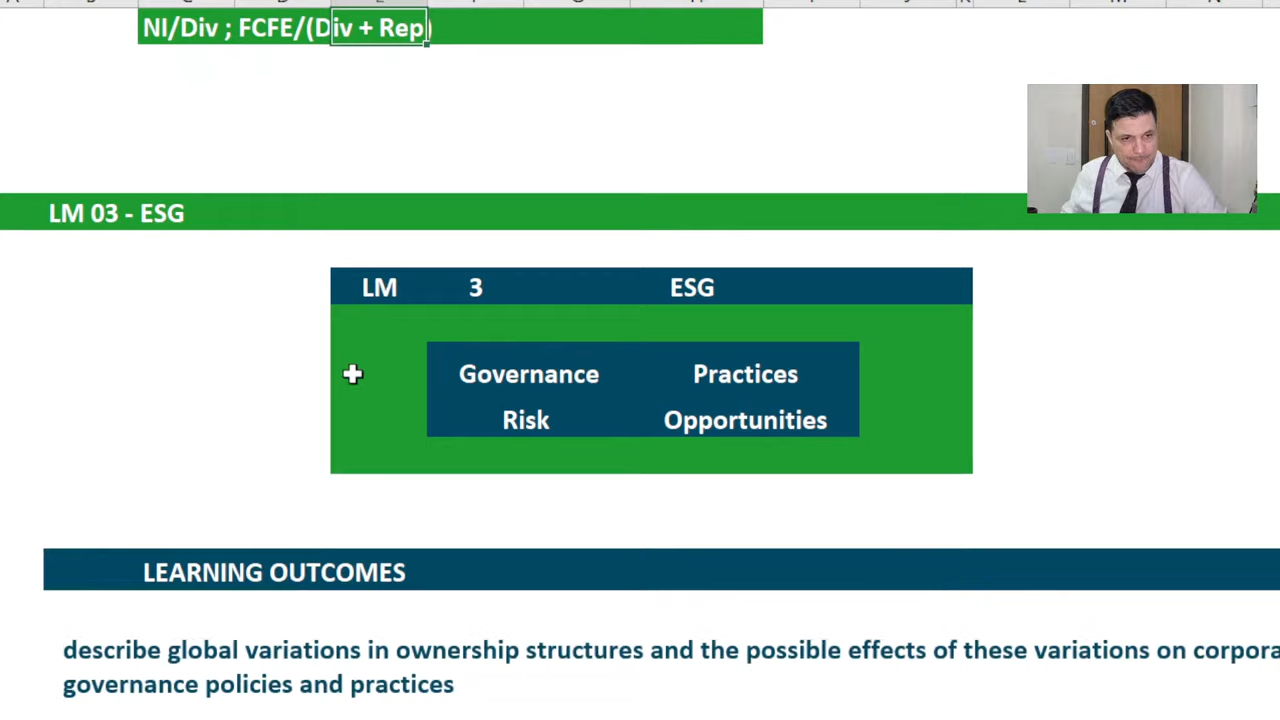 NI/Div ; FCFE/(Div + Rep)
LM 03 - ESG
LM 3 ESG
Governance Practices
Risk Opportunities
LEARNING OUTCOMES
describe global variations in ownership structures and the possible effects of these variations on corpora
governance policies and practices